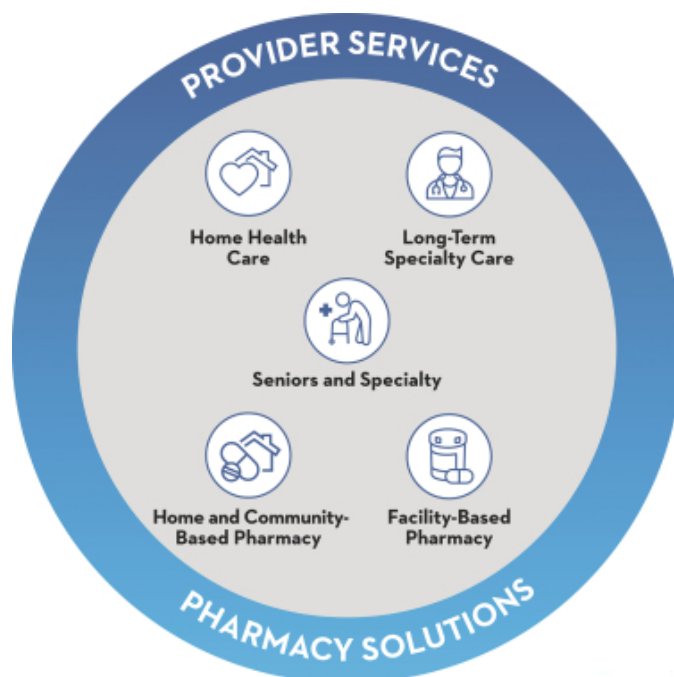 PROVIDER SERVICES
Home Health
Care
Long-Term
Specialty Care
Seniors and Specialty
Home and Community-
Based Pharmacy
Facility-Based
Pharmacy
PHARMACY SOLUTIONS